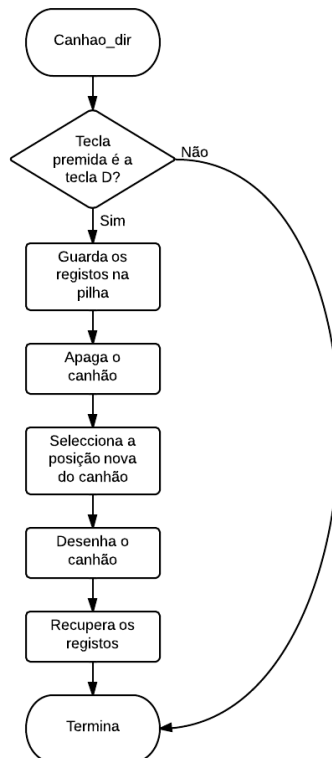 Canhao_dir
Tecla
premida é a
tecla D?
Não
Sim
Guarda os
registos na
pilha
Apaga o
canhão
Selecciona a
posição nova
do canhão
Desenha o
canhão
Recupera os
registos
Termina